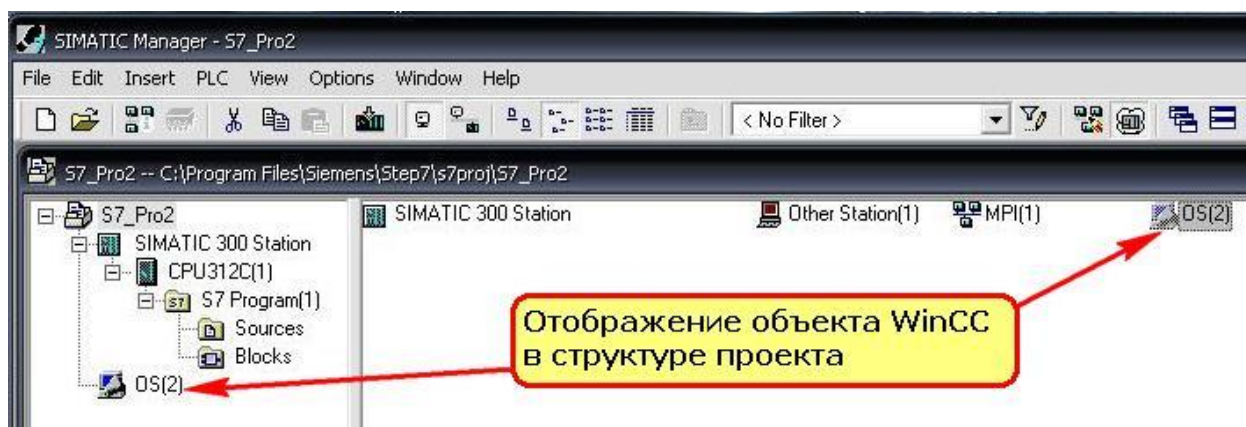 SIMATIC Manager - S7_Pro2
File Edit Insert PLC View Options Window Help
< No Filter >
S7_Pro2 -- C:\Program Files\Siemens\Step7\s7proj\S7_Pro2
S7_Pro2
SIMATIC 300 Station
CPU312C(1)
S7 Program(1)
Sources
Blocks
OS(2)
SIMATIC 300 Station Other Station(1) MPI(1) OS(2)
Отображение объекта WinCC
в структуре проекта